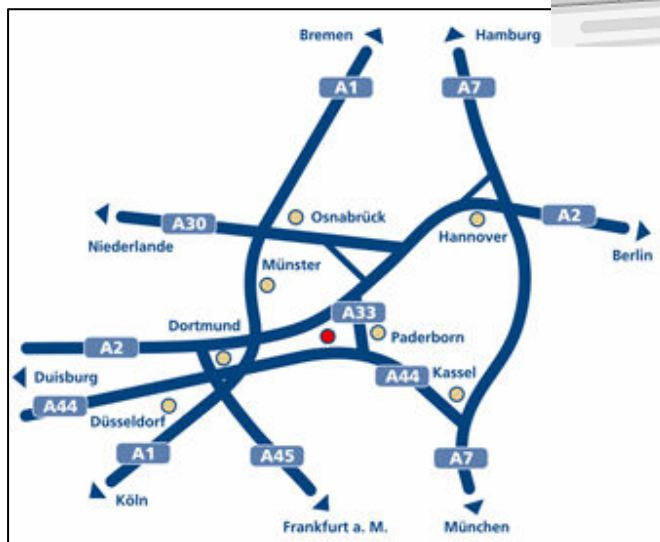 Bremen
Hamburg
A1
A7
A30
Osnabrück
A2
Niederlande
Hannover
Berlin
Münster
A33
Dortmund
Paderborn
A2
Duisburg
A44
Kassel
A44
Düsseldorf
A1
A45
A7
Köln
Frankfurt a. M.
München